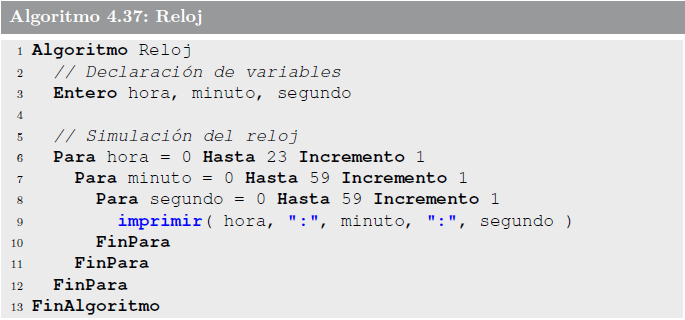 Algoritmo 4.37: Reloj
1 Algoritmo Reloj
2 // Declaración de variables
3 Entero hora, minuto, segundo
4
5 // Simulación del reloj
6 Para hora = 0 Hasta 23 Incremento 1
7 Para minuto = 0 Hasta 59 Incremento 1
8 Para segundo = 0 Hasta 59 Incremento 1
9 imprimir( hora, ":", minuto, ":", segundo )
10 FinPara
11 FinPara
12 FinPara
13 FinAlgoritmo